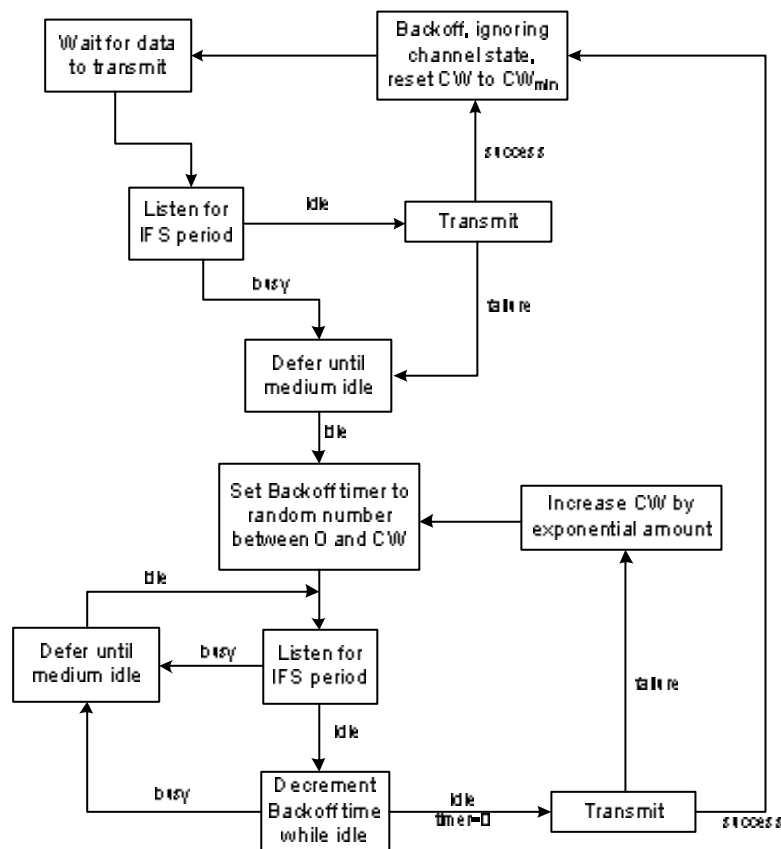 Wait for data
to transmit
Backoff, ignoring
channel state,
reset CW to CWmin
success
Listen for
IFS period
Idle
Transmit
busy
failure
Defer until
medium idle
Idle
Set Backoff timer to
random number
between 0 and CW
Increase CW by
exponential amount
Idle
Defer until
medium idle
busy
Listen for
IFS period
failure
Idle
busy
Decrement
Backoff time
while idle
Idle
timer=0
Transmit
success